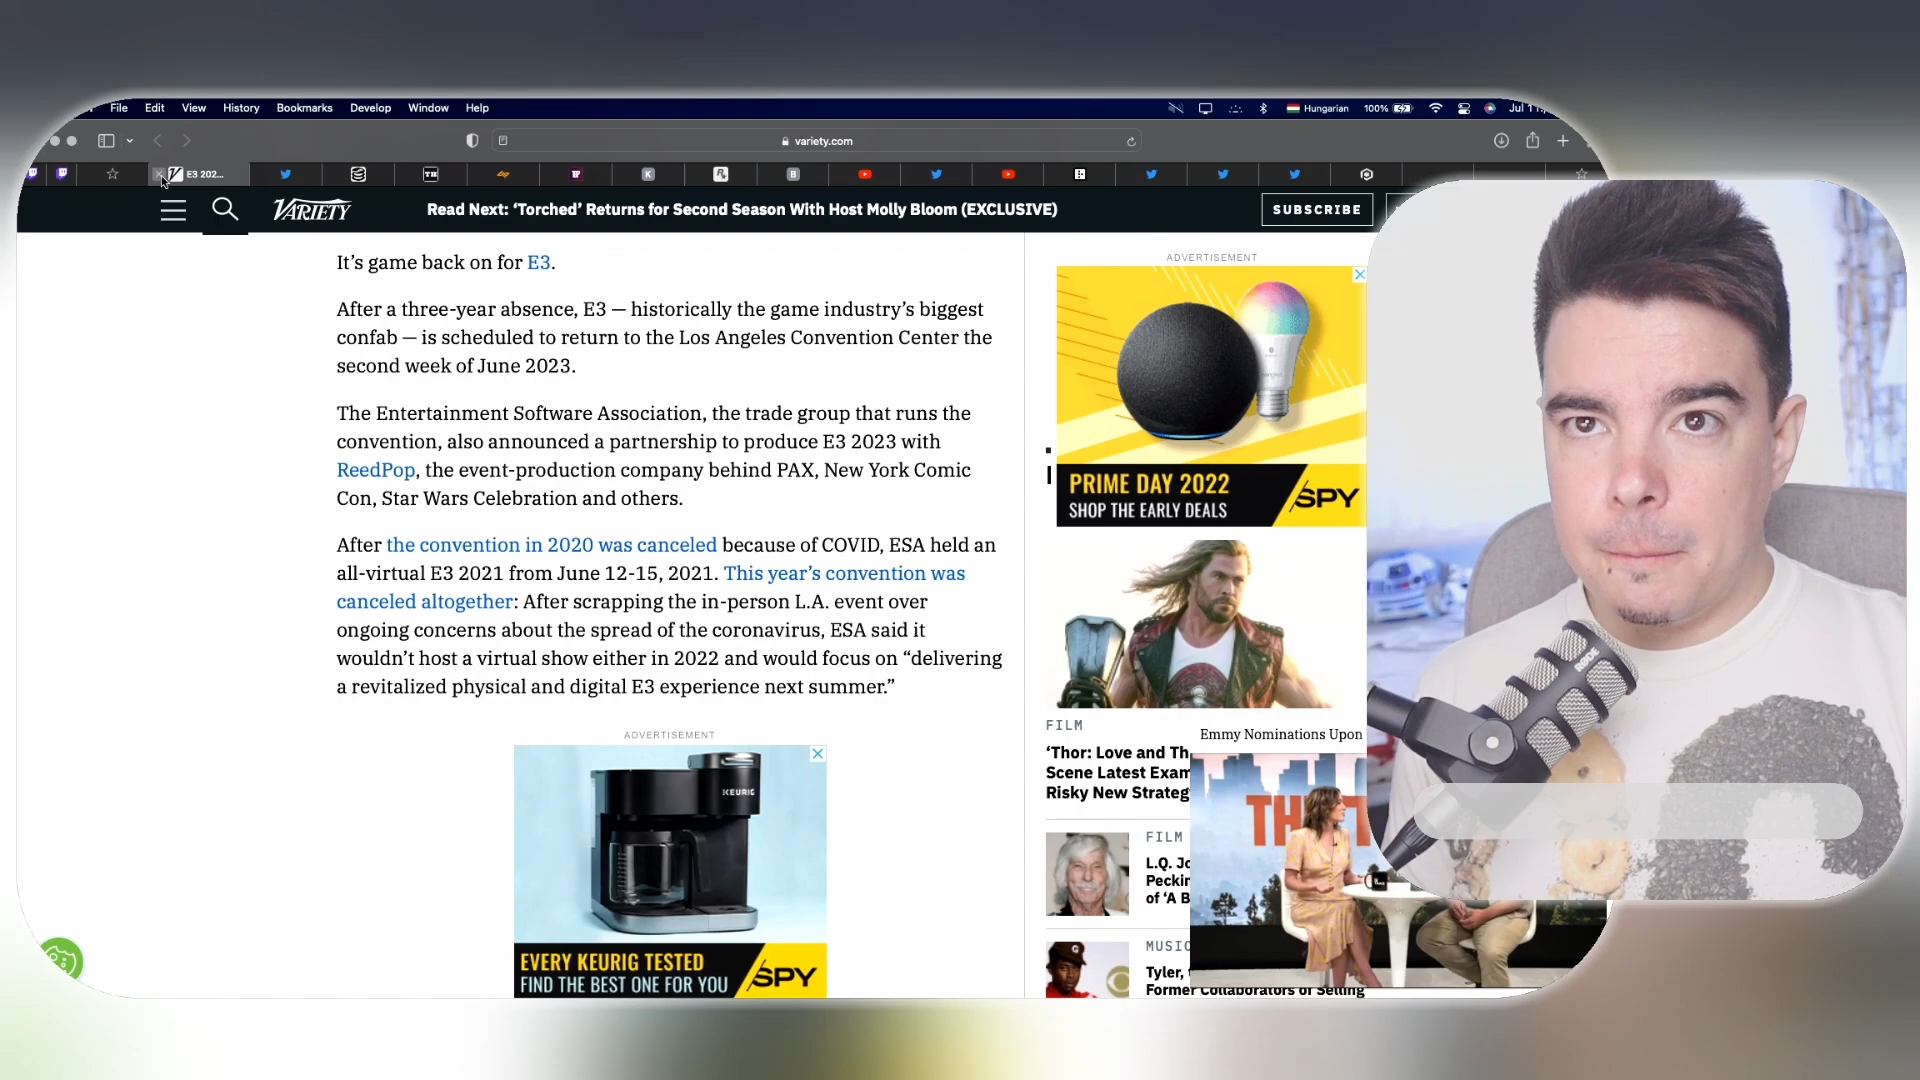 File Edit View History Bookmarks Develop Window Help
Hungarian 100% Jul 1
variety.com
E3 202...
VARIETY
Read Next: ‘Torched’ Returns for Second Season With Host Molly Bloom (EXCLUSIVE)
SUBSCRIBE
It’s game back on for E3.
After a three-year absence, E3 — historically the game industry’s biggest
confab — is scheduled to return to the Los Angeles Convention Center the
second week of June 2023.
The Entertainment Software Association, the trade group that runs the
convention, also announced a partnership to produce E3 2023 with
ReedPop, the event-production company behind PAX, New York Comic
Con, Star Wars Celebration and others.
After the convention in 2020 was canceled because of COVID, ESA held an
all-virtual E3 2021 from June 12-15, 2021. This year’s convention was
canceled altogether: After scrapping the in-person L.A. event over
ongoing concerns about the spread of the coronavirus, ESA said it
wouldn’t host a virtual show either in 2022 and would focus on “delivering
a revitalized physical and digital E3 experience next summer.”
ADVERTISEMENT
KEURIG
EVERY KEURIG TESTED
FIND THE BEST ONE FOR YOU
SPY
ADVERTISEMENT
PRIME DAY 2022
SHOP THE EARLY DEALS
SPY
FILM
‘Thor: Love and Th
Scene Latest Exam
Risky New Strateg
Emmy Nominations Upon
FILM
L.Q. Jo
Peckin
of ‘A B
MUSIC
Tyler,
Former Collaborators of Selling
RØDE